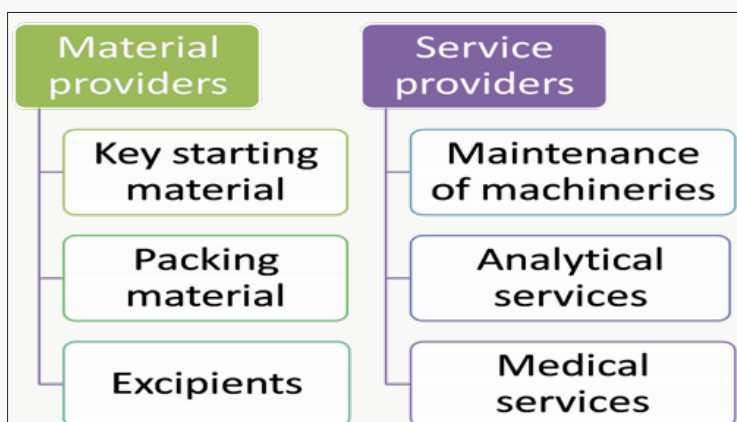 Material
providers
Key starting
material
Packing
material
Excipients
Service
providers
Maintenance
of machineries
Analytical
services
Medical
services